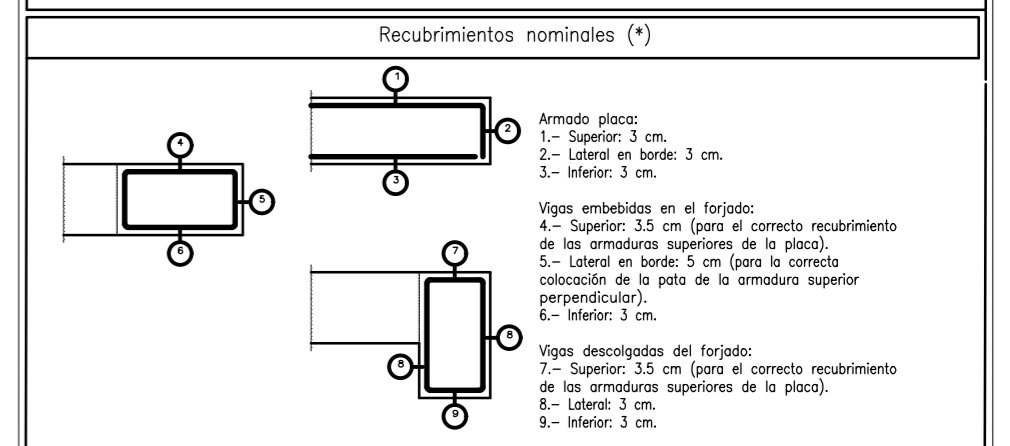 Recubrimientos nominales (*)
1
2
3
4
5
6
7
8
8
9
Armado placa:
1.– Superior: 3 cm.
2.– Lateral en borde: 3 cm.
3.– Inferior: 3 cm.
Vigas embebidas en el forjado:
4.– Superior: 3.5 cm (para el correcto recubrimiento
de las armaduras superiores de la placa).
5.– Lateral en borde: 5 cm (para la correcta
colocación de la pata de la armadura superior
perpendicular).
6.– Inferior: 3 cm.
Vigas descolgadas del forjado:
7.– Superior: 3.5 cm (para el correcto recubrimiento
de las armaduras superiores de la placa).
8.– Lateral: 3 cm.
9.– Inferior: 3 cm.